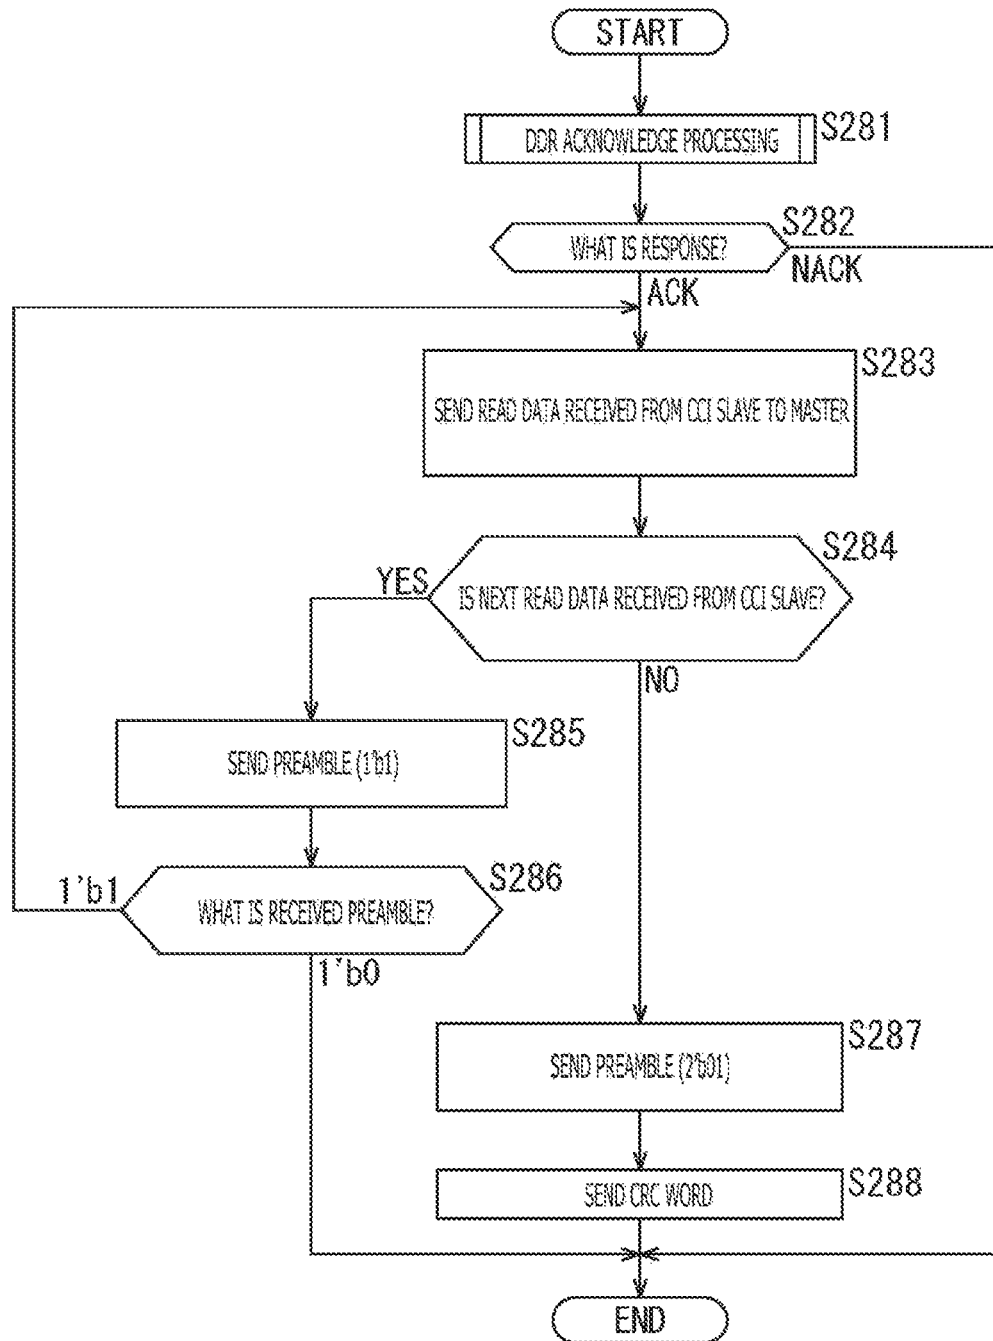 START
DDR ACKNOWLEDGE PROCESSING
S281
WHAT IS RESPONSE?
S282
NACK
ACK
SEND READ DATA RECEIVED FROM CCI SLAVE TO MASTER
S283
IS NEXT READ DATA RECEIVED FROM CCI SLAVE?
S284
YES
NO
SEND PREAMBLE (1'b1)
S285
WHAT IS RECEIVED PREAMBLE?
S286
1'b1
1'b0
SEND PREAMBLE (2'b01)
S287
SEND CRC WORD
S288
END